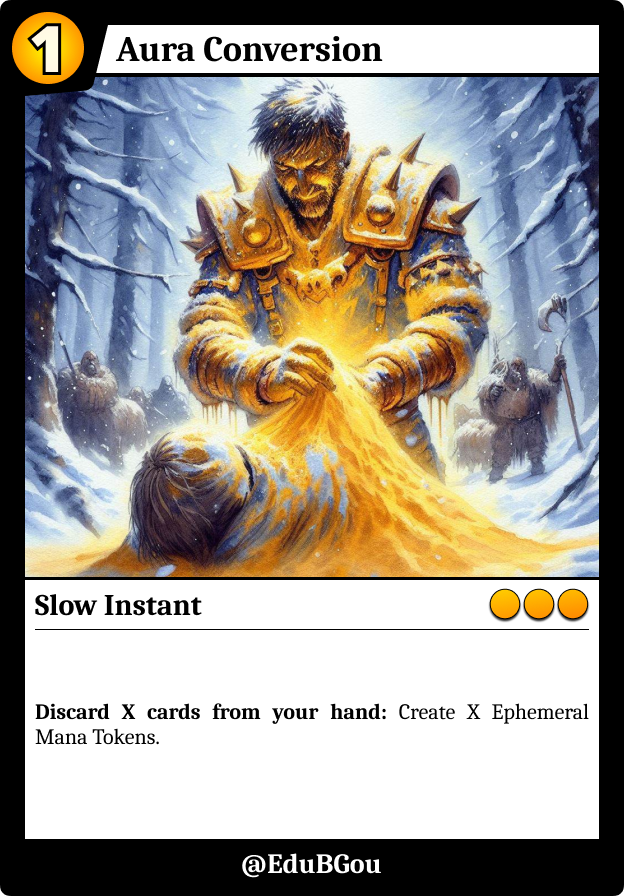 1
Aura Conversion
Slow Instant
Discard X cards from your hand: Create X Ephemeral
Mana Tokens.
@EduBGou